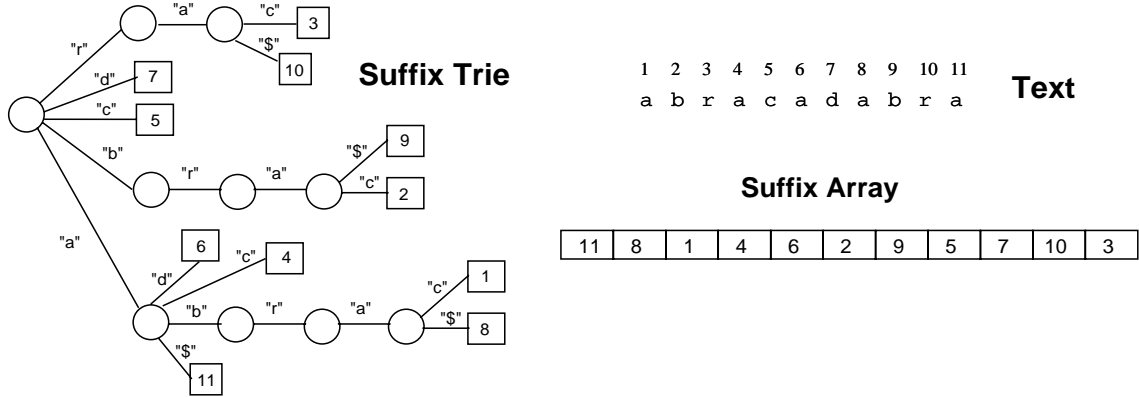 "r" "a" "c" 3
"$" 10
"d" 7
"c" 5
"b" "r" "a" "$" 9
"c" 2
"a"
"d" 6
"c" 4
"b" "r" "a" "c" 1
"$" 8
"$" 11
Suffix Trie
1 2 3 4 5 6 7 8 9 10 11
a b r a c a d a b r a
Text
Suffix Array
11 8 1 4 6 2 9 5 7 10 3